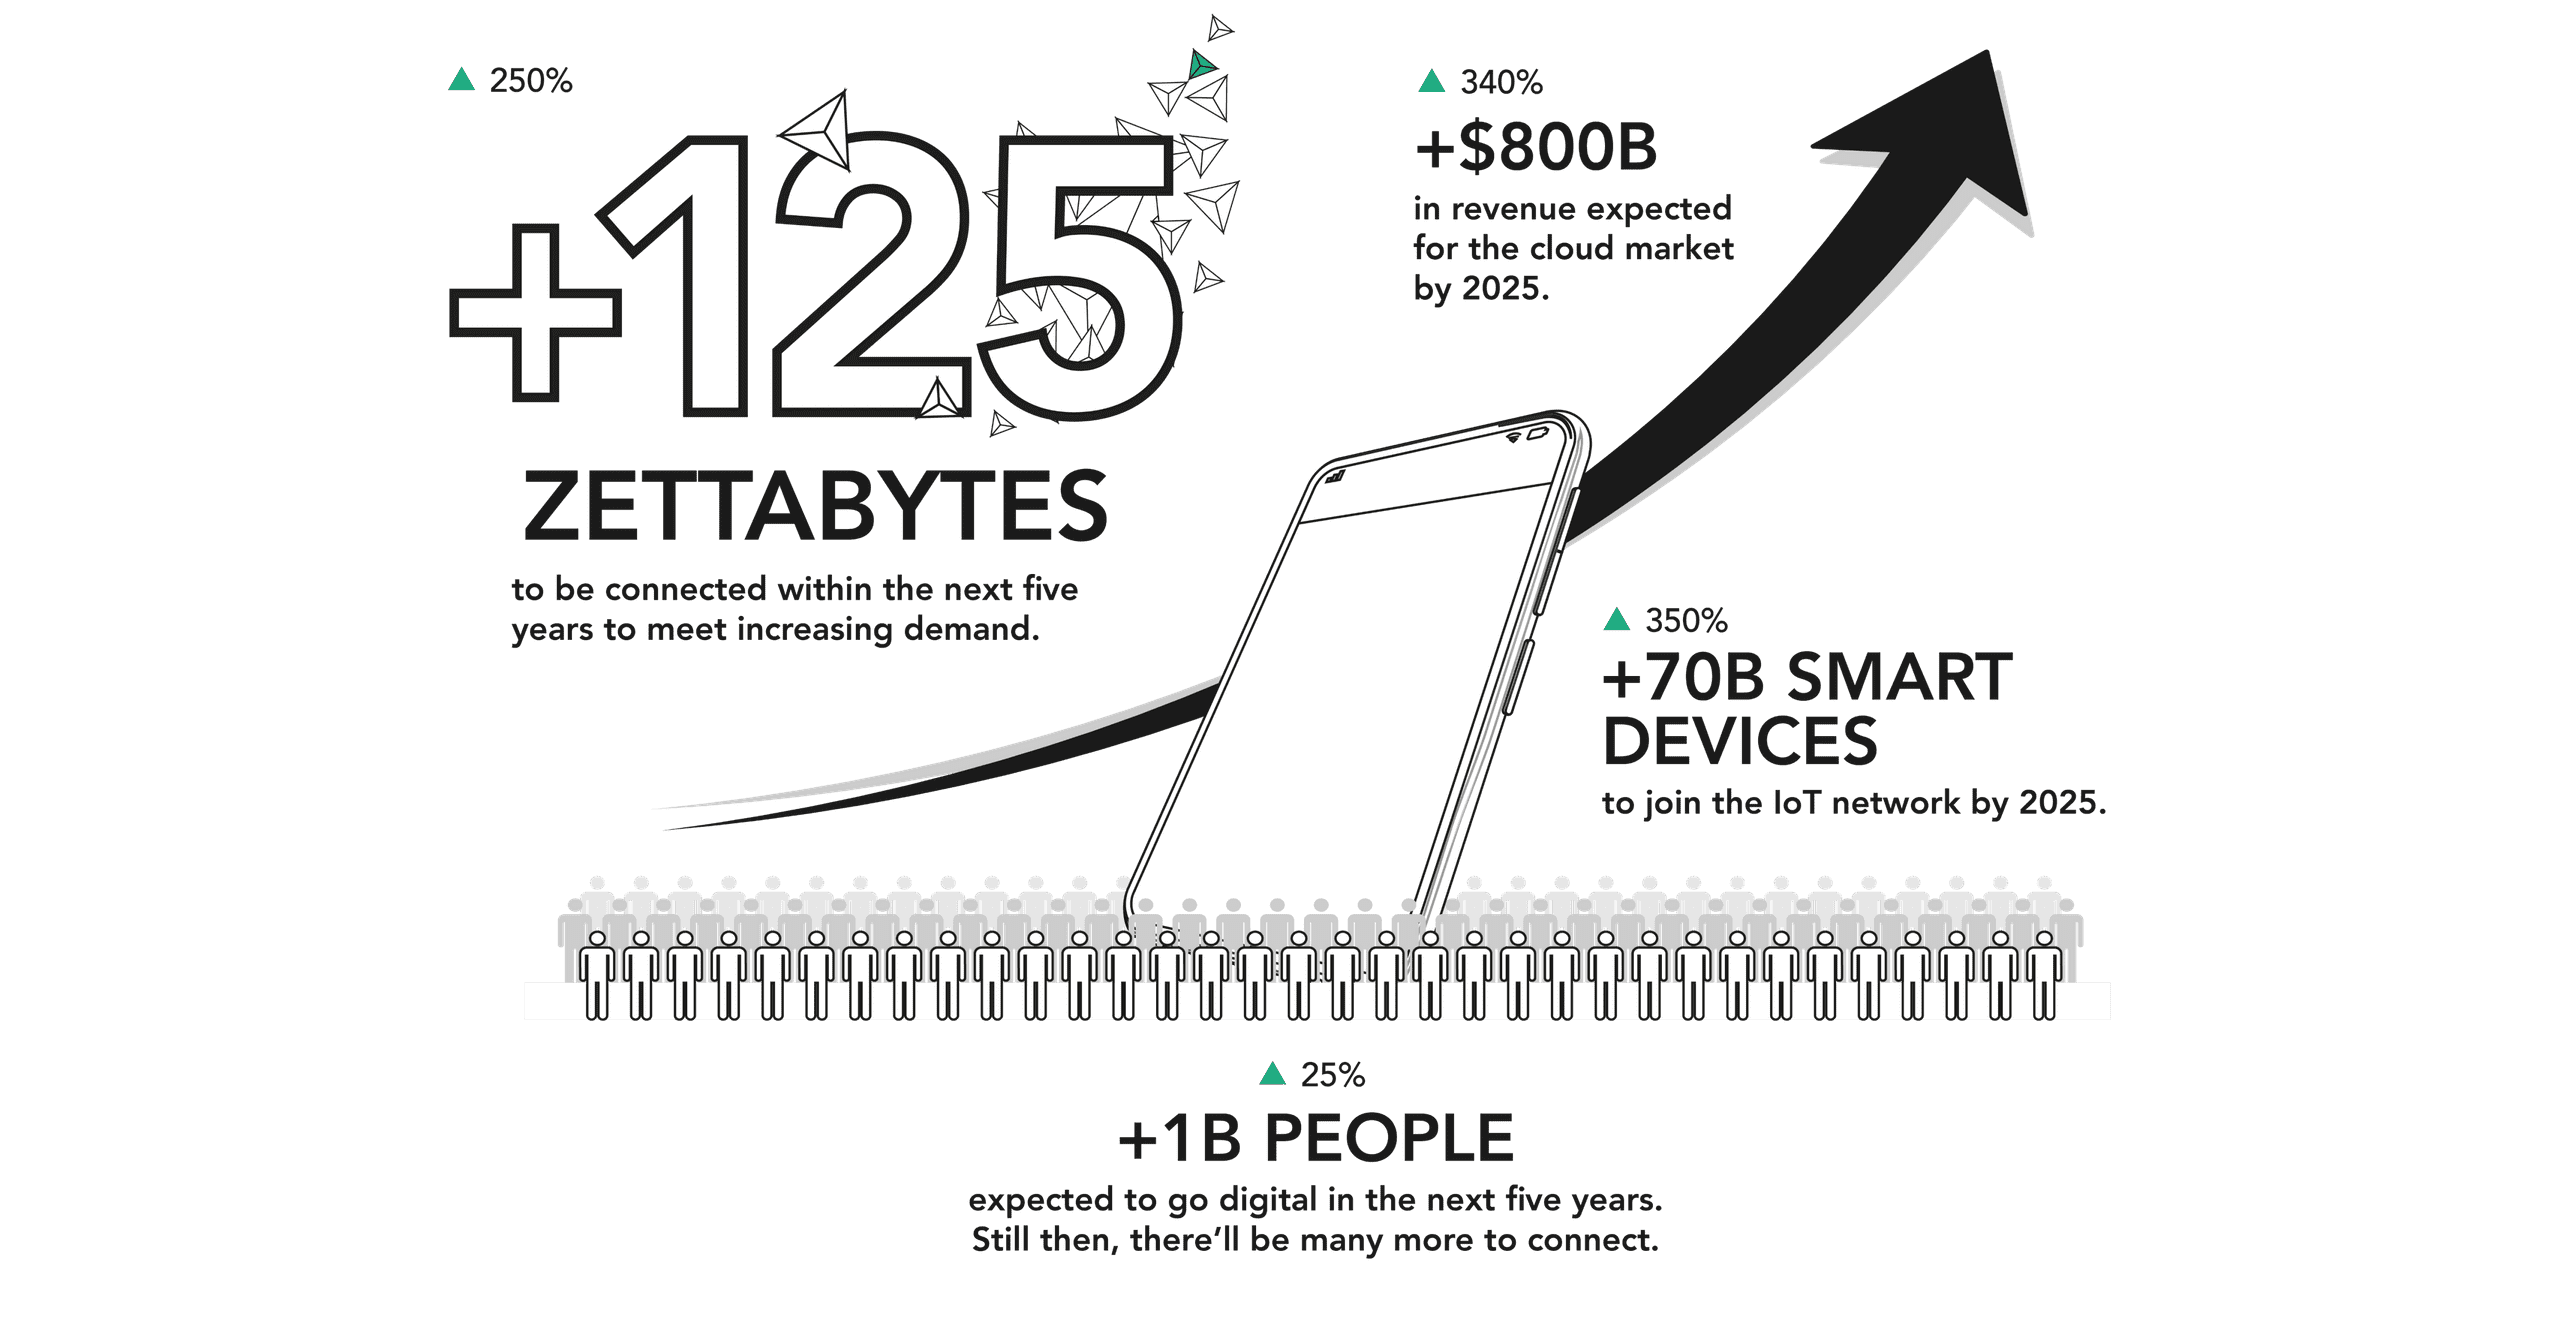 250%
+125
ZETTABYTES
to be connected within the next five
years to meet increasing demand.
340%
+$800B
in revenue expected
for the cloud market
by 2025.
350%
+70B SMART
DEVICES
to join the IoT network by 2025.
25%
+1B PEOPLE
expected to go digital in the next five years.
Still then, there’ll be many more to connect.